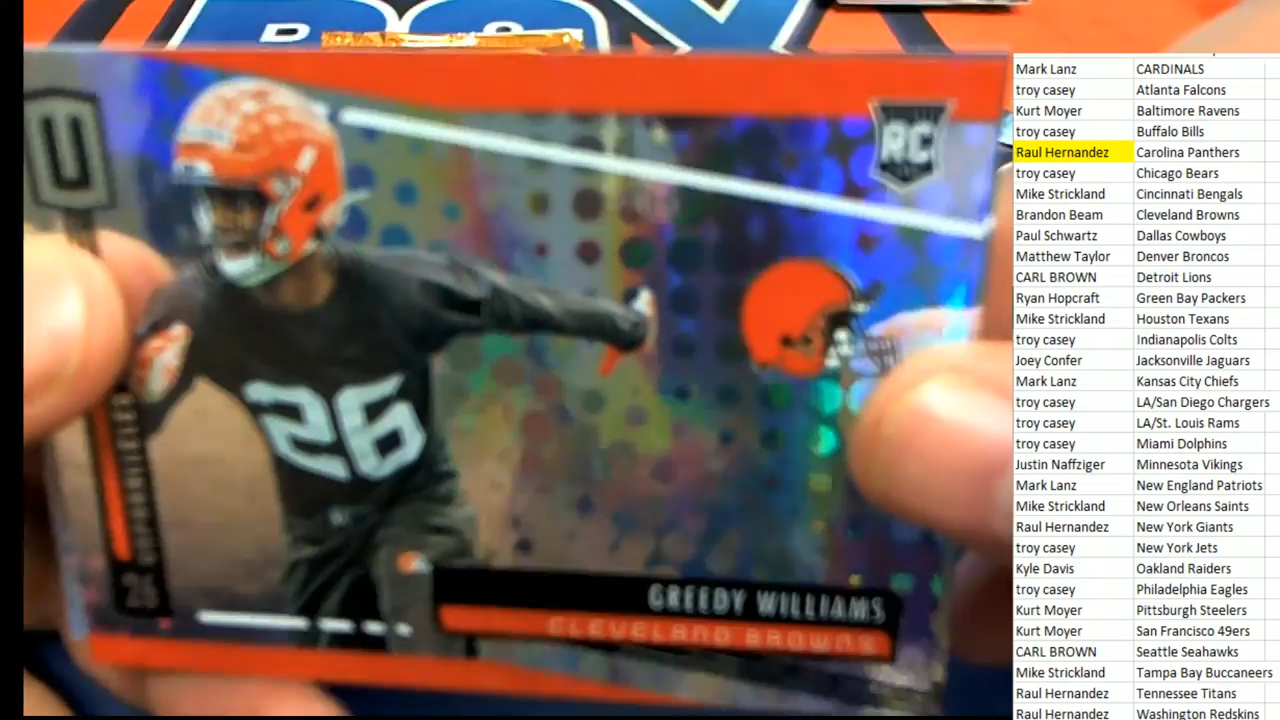 B & O X
U
RC
26
UNPARALLELED
26
GREEDY WILLIAMS
CLEVELAND BROWNS
Mark Lanz CARDINALS
troy casey Atlanta Falcons
Kurt Moyer Baltimore Ravens
troy casey Buffalo Bills
Raul Hernandez Carolina Panthers
troy casey Chicago Bears
Mike Strickland Cincinnati Bengals
Brandon Beam Cleveland Browns
Paul Schwartz Dallas Cowboys
Matthew Taylor Denver Broncos
CARL BROWN Detroit Lions
Ryan Hopcraft Green Bay Packers
Mike Strickland Houston Texans
troy casey Indianapolis Colts
Joey Confer Jacksonville Jaguars
Mark Lanz Kansas City Chiefs
troy casey LA/San Diego Chargers
troy casey LA/St. Louis Rams
troy casey Miami Dolphins
Justin Naffziger Minnesota Vikings
Mark Lanz New England Patriots
Mike Strickland New Orleans Saints
Raul Hernandez New York Giants
troy casey New York Jets
Kyle Davis Oakland Raiders
troy casey Philadelphia Eagles
Kurt Moyer Pittsburgh Steelers
Kurt Moyer San Francisco 49ers
CARL BROWN Seattle Seahawks
Mike Strickland Tampa Bay Buccaneers
Raul Hernandez Tennessee Titans
Raul Hernandez Washington Redskins